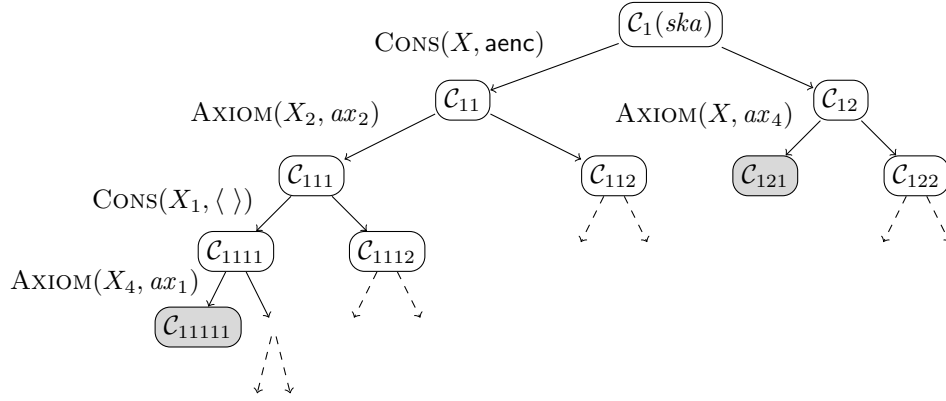 𝒞₁(ska)
CONS(X, aenc)
𝒞₁₁
𝒞₁₂
AXIOM(X₂, ax₂)
AXIOM(X, ax₄)
𝒞₁₁₁
𝒞₁₁₂
𝒞₁₂₁
𝒞₁₂₂
CONS(X₁, ⟨ ⟩)
𝒞₁₁₁₁
𝒞₁₁₁₂
AXIOM(X₄, ax₁)
𝒞₁₁₁₁₁